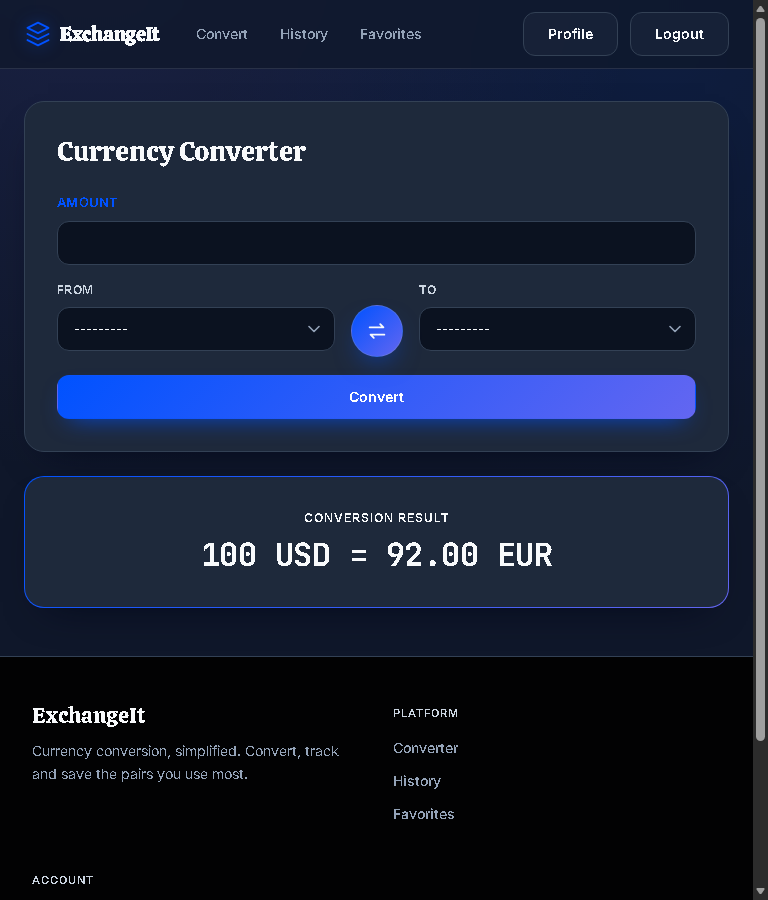 ExchangeIt
Convert
History
Favorites
Profile
Logout
Currency Converter
AMOUNT
FROM
TO
---------
---------
Convert
CONVERSION RESULT
100 USD = 92.00 EUR
ExchangeIt
Currency conversion, simplified. Convert, track
and save the pairs you use most.
PLATFORM
Converter
History
Favorites
ACCOUNT